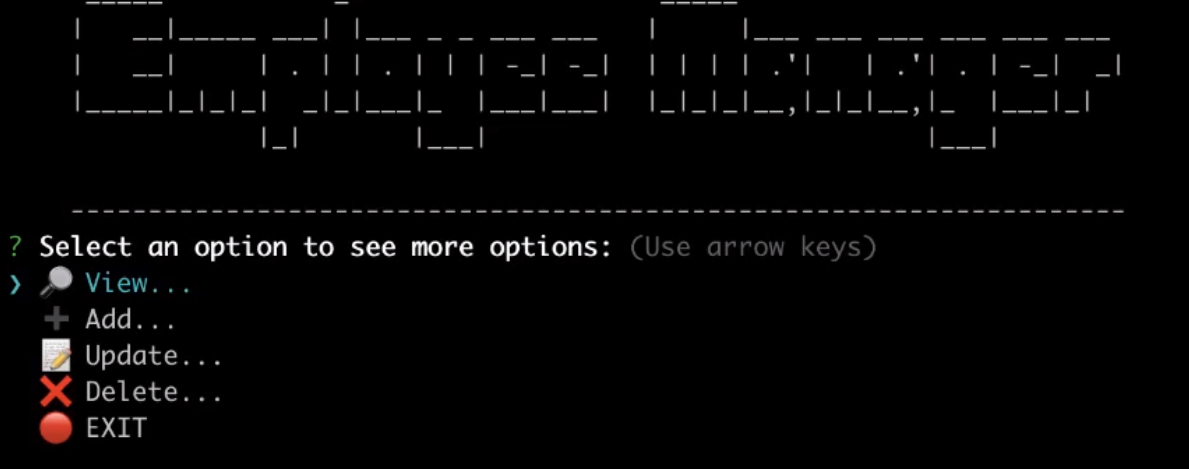 Employee Manager
? Select an option to see more options: (Use arrow keys)
❯ 🔎 View...
➕ Add...
📝 Update...
❌ Delete...
🔴 EXIT